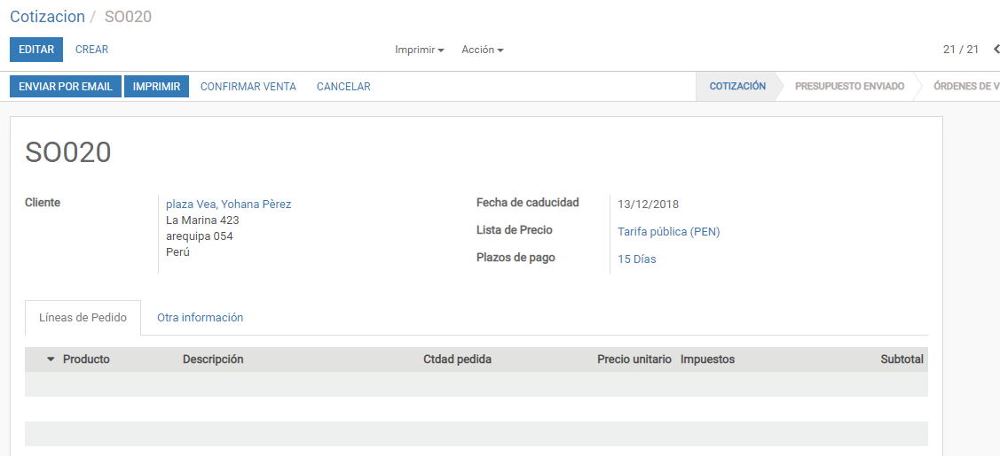 Cotizacion / SO020
EDITAR CREAR Imprimir Acción 21 / 21
ENVIAR POR EMAIL IMPRIMIR CONFIRMAR VENTA CANCELAR COTIZACIÓN PRESUPUESTO ENVIADO ÓRDENES DE V
SO020
Cliente
plaza Vea, Yohana Pèrez
La Marina 423
arequipa 054
Perú
Fecha de caducidad 13/12/2018
Lista de Precio Tarifa pública (PEN)
Plazos de pago 15 Días
Líneas de Pedido Otra información
Producto Descripción Ctdad pedida Precio unitario Impuestos Subtotal